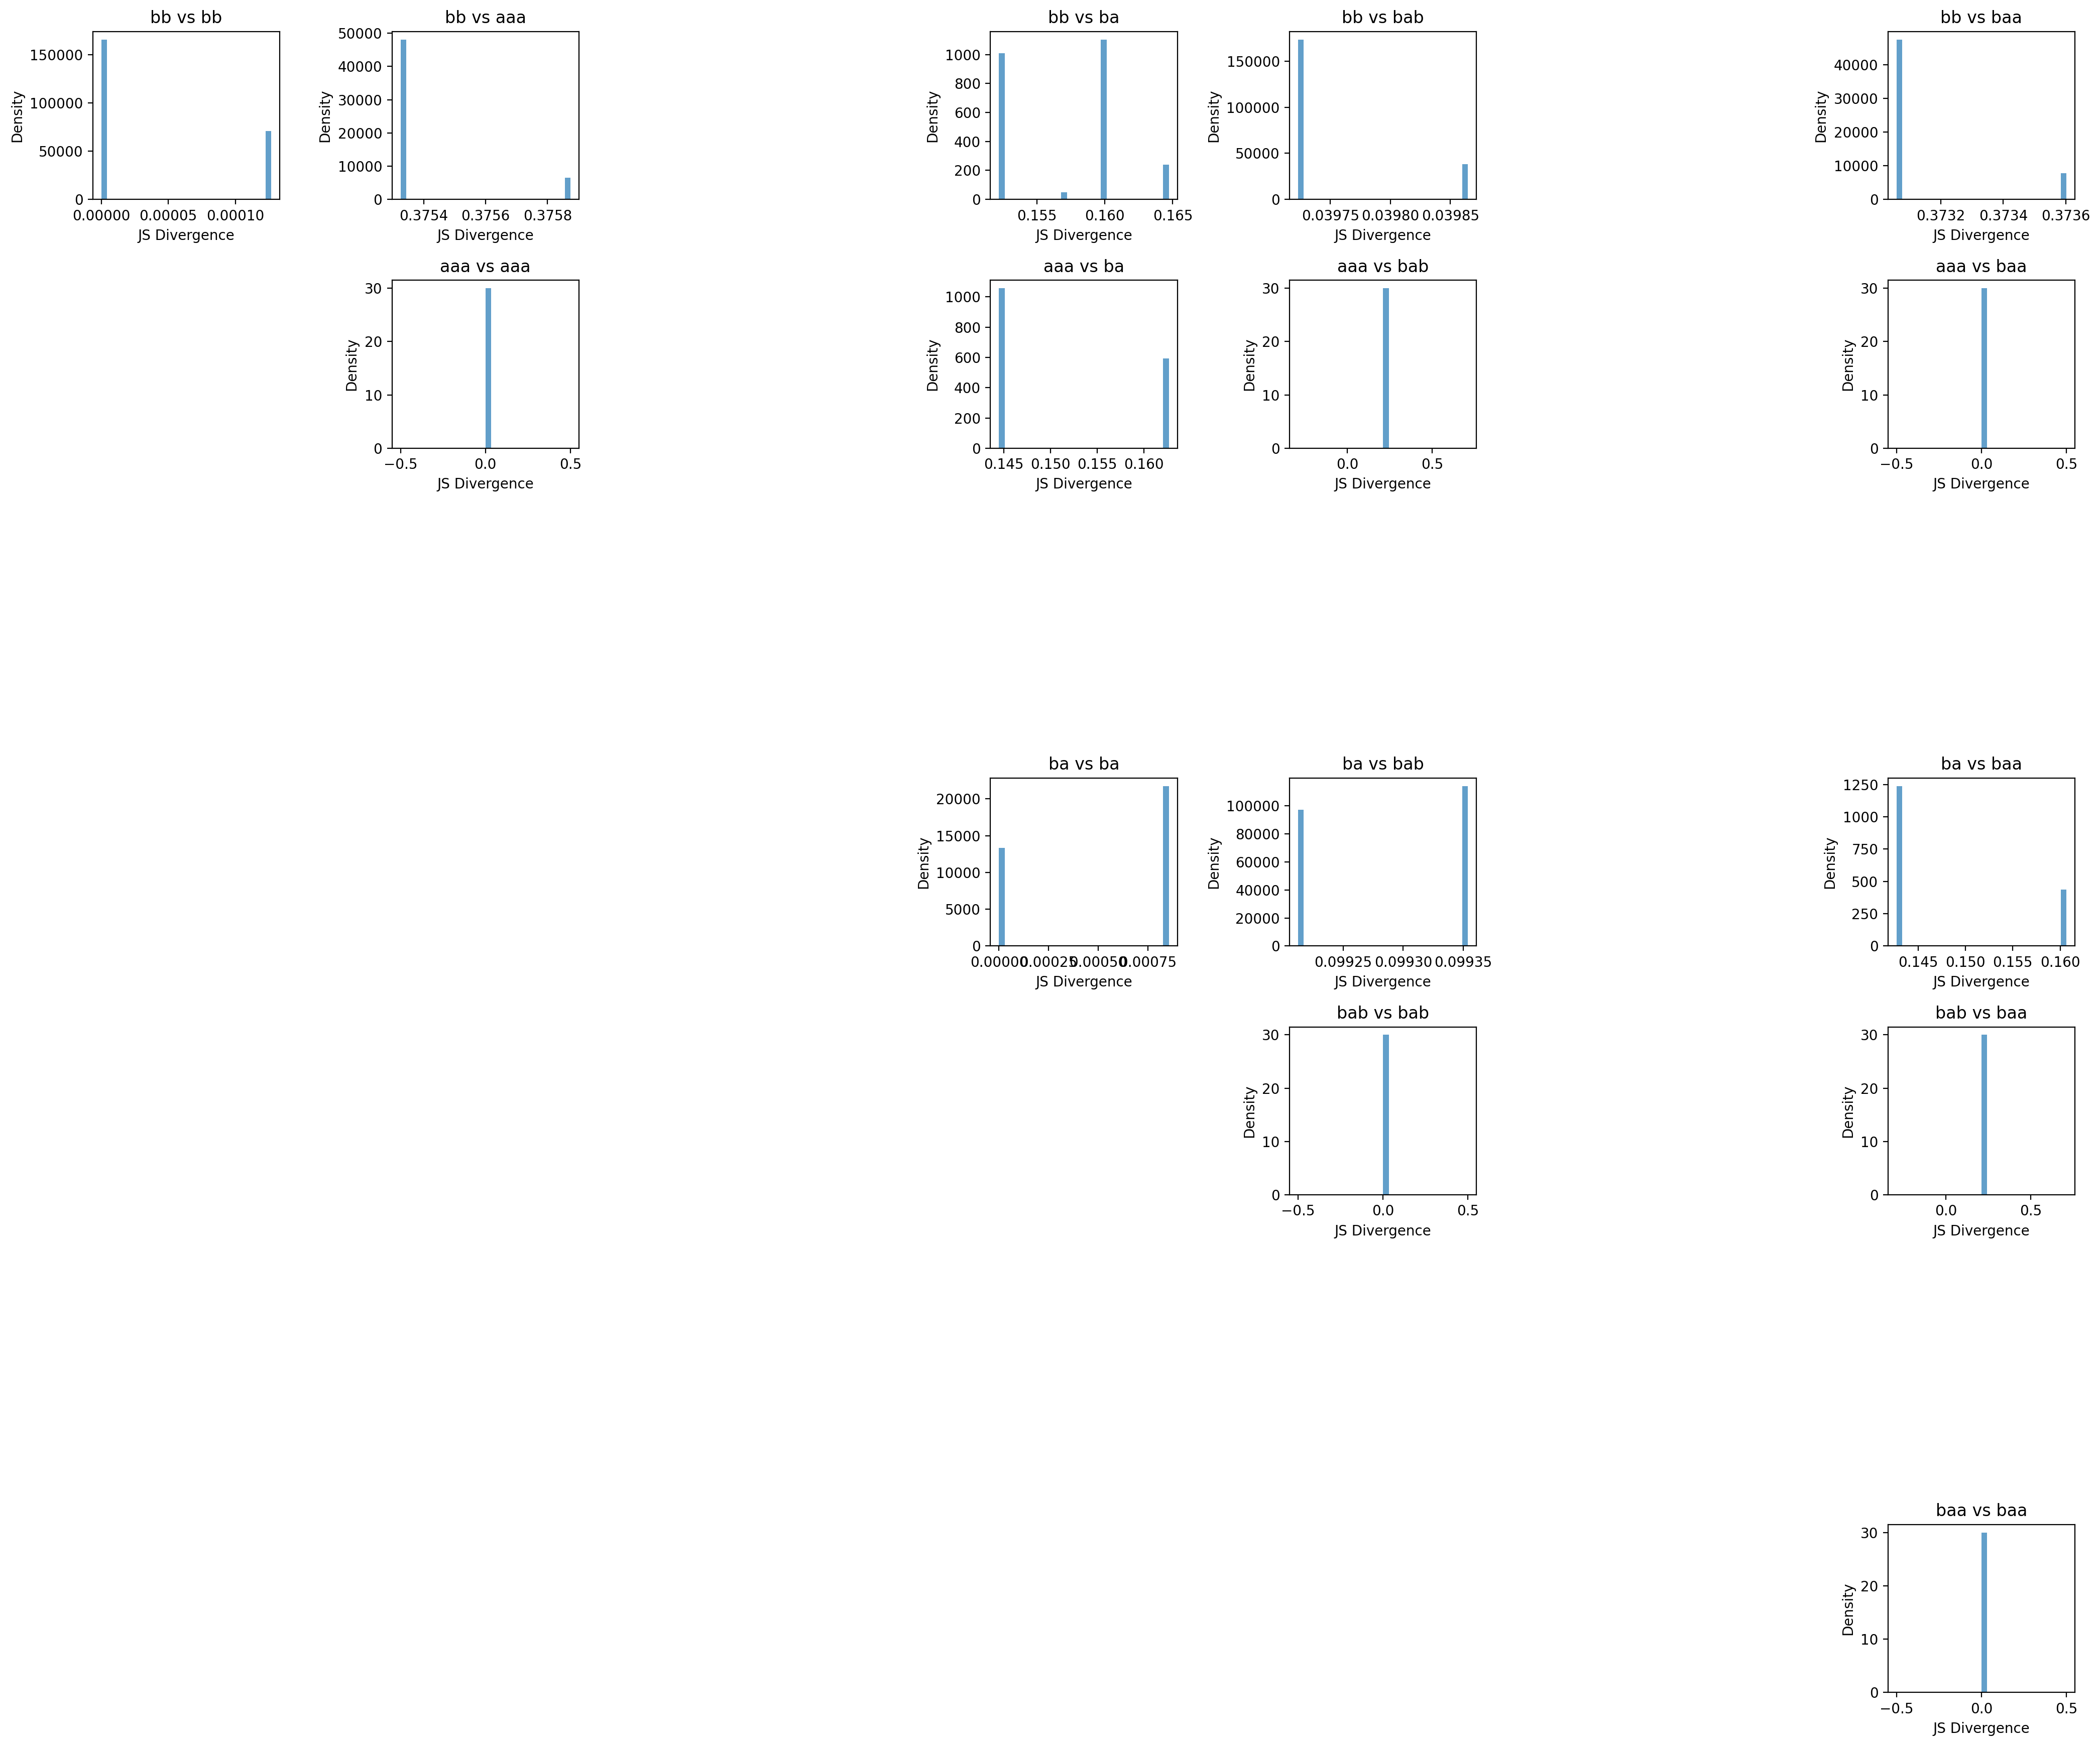 bb vs bb
150000
100000
50000
0
Density
0.00000 0.00005 0.00010
JS Divergence
bb vs aaa
50000
40000
30000
20000
10000
0
Density
0.3754 0.3756 0.3758
JS Divergence
bb vs ba
1000
800
600
400
200
0
Density
0.155 0.160 0.165
JS Divergence
bb vs bab
150000
100000
50000
0
Density
0.03975 0.03980 0.03985
JS Divergence
bb vs baa
40000
30000
20000
10000
0
Density
0.3732 0.3734 0.3736
JS Divergence
aaa vs aaa
30
20
10
0
Density
−0.5 0.0 0.5
JS Divergence
aaa vs ba
1000
800
600
400
200
0
Density
0.145 0.150 0.155 0.160
JS Divergence
aaa vs bab
30
20
10
0
Density
0.0 0.5
JS Divergence
aaa vs baa
30
20
10
0
Density
−0.5 0.0 0.5
JS Divergence
ba vs ba
20000
15000
10000
5000
0
Density
0.00000 0.00025 0.00050 0.00075
JS Divergence
ba vs bab
100000
80000
60000
40000
20000
0
Density
0.09925 0.09930 0.09935
JS Divergence
ba vs baa
1250
1000
750
500
250
0
Density
0.145 0.150 0.155 0.160
JS Divergence
bab vs bab
30
20
10
0
Density
−0.5 0.0 0.5
JS Divergence
bab vs baa
30
20
10
0
Density
0.0 0.5
JS Divergence
baa vs baa
30
20
10
0
Density
−0.5 0.0 0.5
JS Divergence